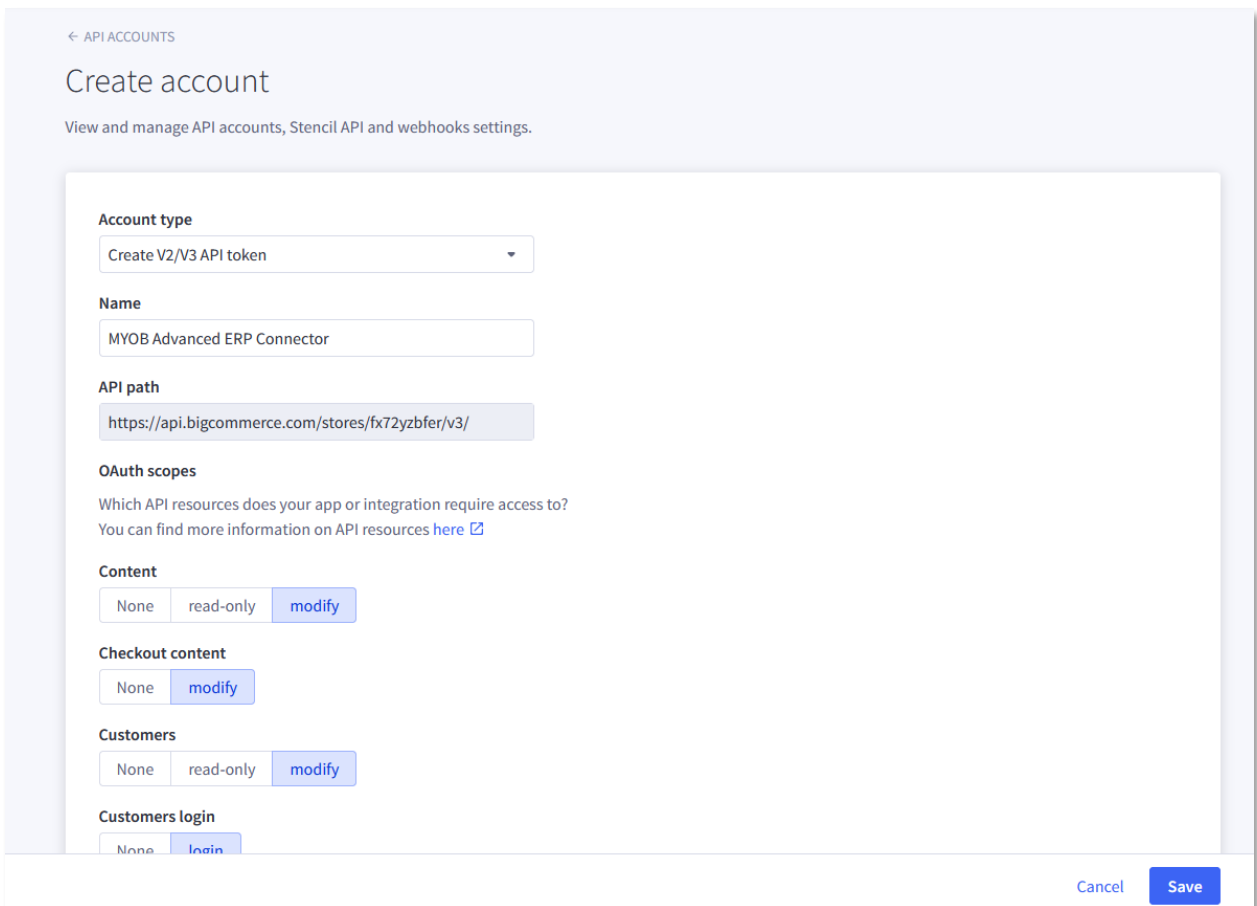 ← API ACCOUNTS
Create account
View and manage API accounts, Stencil API and webhooks settings.
Account type
Create V2/V3 API token
Name
MYOB Advanced ERP Connector
API path
https://api.bigcommerce.com/stores/fx72yzbfer/v3/
OAuth scopes
Which API resources does your app or integration require access to?
You can find more information on API resources here
Content
None read-only modify
Checkout content
None modify
Customers
None read-only modify
Customers login
None login
Cancel Save